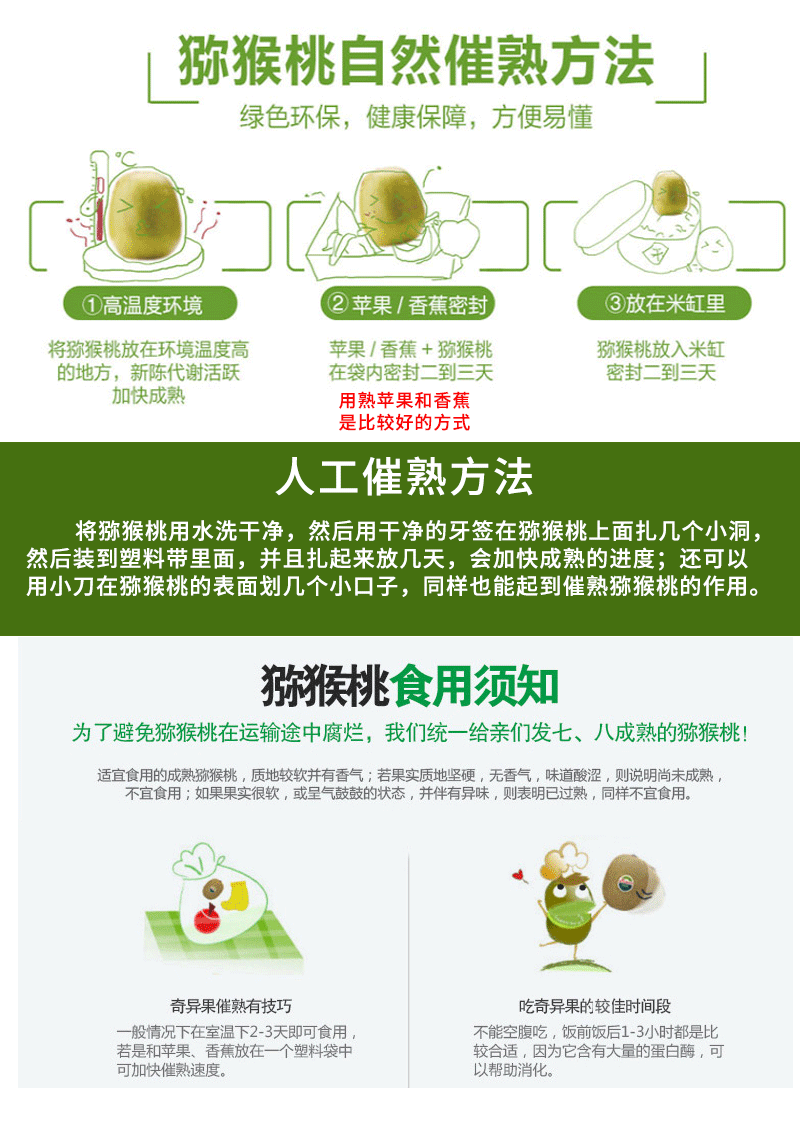 猕猴桃自然催熟方法
绿色环保，健康保障，方便易懂
℃
①高温度环境
②苹果/香蕉密封
③放在米缸里
将猕猴桃放在环境温度高
的地方，新陈代谢活跃
加快成熟
苹果/香蕉+猕猴桃
在袋内密封二到三天
用熟苹果和香蕉
是比较好的方式
猕猴桃放入米缸
密封二到三天
人工催熟方法
将猕猴桃用水洗干净，然后用干净的牙签在猕猴桃上面扎几个小洞，
然后装到塑料带里面，并且扎起来放几天，会加快成熟的进度；还可以
用小刀在猕猴桃的表面划几个小口子，同样也能起到催熟猕猴桃的作用。
猕猴桃食用须知
为了避免猕猴桃在运输途中腐烂，我们统一给亲们发七、八成熟的猕猴桃！
适宜食用的成熟猕猴桃，质地较软并有香气；若果实质地坚硬，无香气，味道酸涩，则说明尚未成熟，
不宜食用；如果果实很软，或呈气鼓鼓的状态，并伴有异味，则表明已过熟，同样不宜食用。
奇异果催熟有技巧
一般情况下在室温下2-3天即可食用，
若是和苹果、香蕉放在一个塑料袋中
可加快催熟速度。
吃奇异果的较佳时间段
不能空腹吃，饭前饭后1-3小时都是比
较合适，因为它含有大量的蛋白酶，可
以帮助消化。